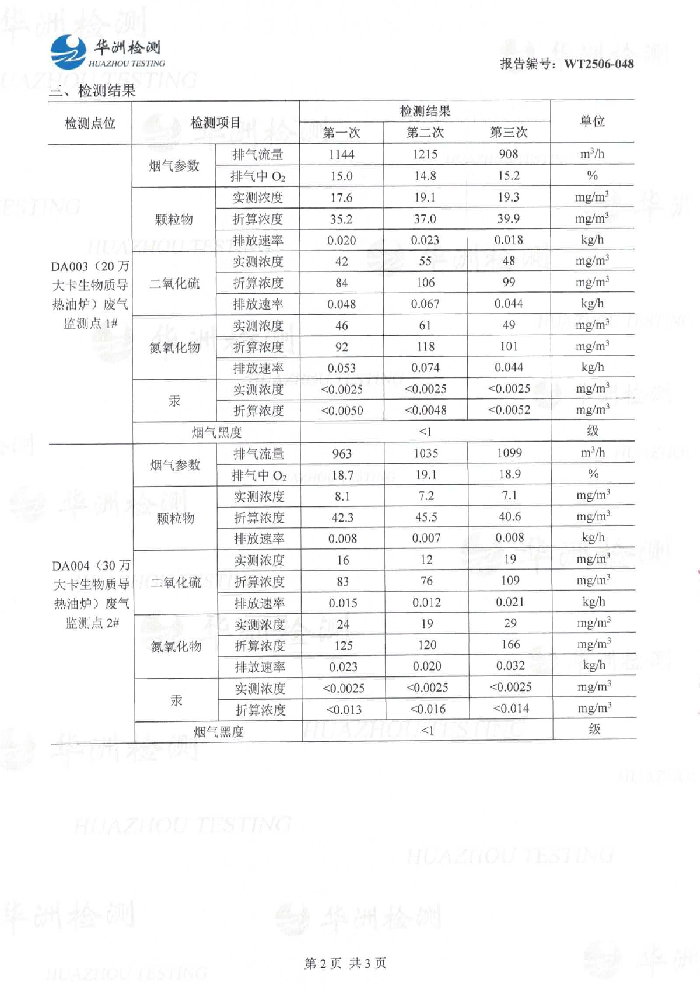 华洲检测
HUAZHOU TESTING
报告编号：WT2506-048
三、检测结果
检测点位 检测项目 检测结果 单位
第一次 第二次 第三次
DA003（20 万大卡生物质导热油炉）废气监测点 1#
烟气参数 排气流量 1144 1215 908 m³/h
排气中 O₂ 15.0 14.8 15.2 %
颗粒物 实测浓度 17.6 19.1 19.3 mg/m³
折算浓度 35.2 37.0 39.9 mg/m³
排放速率 0.020 0.023 0.018 kg/h
二氧化硫 实测浓度 42 55 48 mg/m³
折算浓度 84 106 99 mg/m³
排放速率 0.048 0.067 0.044 kg/h
氮氧化物 实测浓度 46 61 49 mg/m³
折算浓度 92 118 101 mg/m³
排放速率 0.053 0.074 0.044 kg/h
汞 实测浓度 <0.0025 <0.0025 <0.0025 mg/m³
折算浓度 <0.0050 <0.0048 <0.0052 mg/m³
烟气黑度 <1 级
DA004（30 万大卡生物质导热油炉）废气监测点 2#
烟气参数 排气流量 963 1035 1099 m³/h
排气中 O₂ 18.7 19.1 18.9 %
颗粒物 实测浓度 8.1 7.2 7.1 mg/m³
折算浓度 42.3 45.5 40.6 mg/m³
排放速率 0.008 0.007 0.008 kg/h
二氧化硫 实测浓度 16 12 19 mg/m³
折算浓度 83 76 109 mg/m³
排放速率 0.015 0.012 0.021 kg/h
氮氧化物 实测浓度 24 19 29 mg/m³
折算浓度 125 120 166 mg/m³
排放速率 0.023 0.020 0.032 kg/h
汞 实测浓度 <0.0025 <0.0025 <0.0025 mg/m³
折算浓度 <0.013 <0.016 <0.014 mg/m³
烟气黑度 <1 级
第 2 页 共 3 页